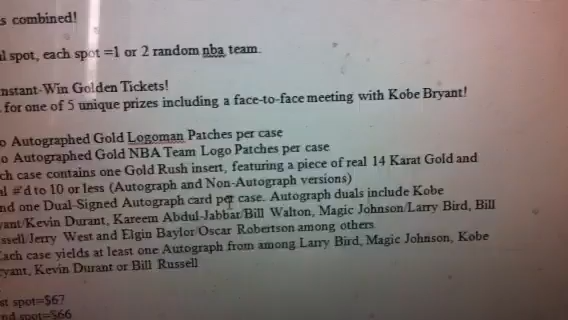 s combined!
l spot, each spot =1 or 2 random nba team.
nstant-Win Golden Tickets!
for one of 5 unique prizes including a face-to-face meeting with Kobe Bryant!
o Autographed Gold Logoman Patches per case
o Autographed Gold NBA Team Logo Patches per case
ch case contains one Gold Rush insert, featuring a piece of real 14 Karat Gold and
al #'d to 10 or less (Autograph and Non-Autograph versions)
nd one Dual-Signed Autograph card per case. Autograph duals include Kobe
yant/Kevin Durant, Kareem Abdul-Jabbar/Bill Walton, Magic Johnson/Larry Bird, Bill
ssell/Jerry West and Elgin Baylor/Oscar Robertson among others
Each case yields at least one Autograph from among Larry Bird, Magic Johnson, Kobe
ryant, Kevin Durant or Bill Russell
st spot=$67
nd spot=$66